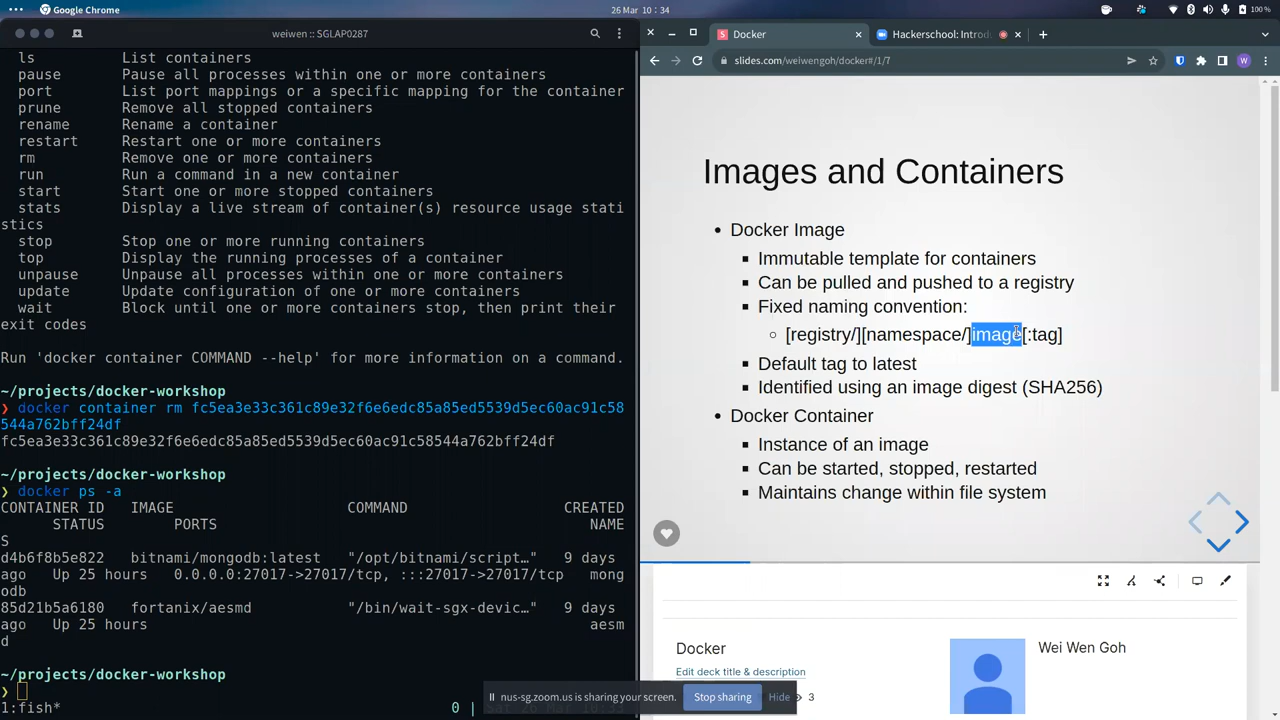 Google Chrome
26 Mar 10 : 34
100 %
weiwen :: SGLAP0287
ls List containers
pause Pause all processes within one or more containers
port List port mappings or a specific mapping for the container
prune Remove all stopped containers
rename Rename a container
restart Restart one or more containers
rm Remove one or more containers
run Run a command in a new container
start Start one or more stopped containers
stats Display a live stream of container(s) resource usage stati
stics
stop Stop one or more running containers
top Display the running processes of a container
unpause Unpause all processes within one or more containers
update Update configuration of one or more containers
wait Block until one or more containers stop, then print their
exit codes
Run 'docker container COMMAND --help' for more information on a command.
~/projects/docker-workshop
❯ docker container rm fc5ea3e33c361c89e32f6e6edc85a85ed5539d5ec60ac91c58
544a762bff24df
fc5ea3e33c361c89e32f6e6edc85a85ed5539d5ec60ac91c58544a762bff24df
~/projects/docker-workshop
❯ docker ps -a
CONTAINER ID IMAGE COMMAND CREATED
STATUS PORTS NAME
S
d4b6f8b5e822 bitnami/mongodb:latest "/opt/bitnami/script…" 9 days
ago Up 25 hours 0.0.0.0:27017->27017/tcp, :::27017->27017/tcp mong
odb
85d21b5a6180 fortanix/aesmd "/bin/wait-sgx-devic…" 9 days
ago Up 25 hours aesm
d
~/projects/docker-workshop
❯
1:fish*
0
Docker
Hackerschool: Introd
slides.com/weiwengoh/docker#/1/7
W
Images and Containers
• Docker Image
▪ Immutable template for containers
▪ Can be pulled and pushed to a registry
▪ Fixed naming convention:
○ [registry/][namespace/]image[:tag]
▪ Default tag to latest
▪ Identified using an image digest (SHA256)
• Docker Container
▪ Instance of an image
▪ Can be started, stopped, restarted
▪ Maintains change within file system
Docker
Edit deck title & description
3
Wei Wen Goh
nus-sg.zoom.us is sharing your screen.
Stop sharing
Hide